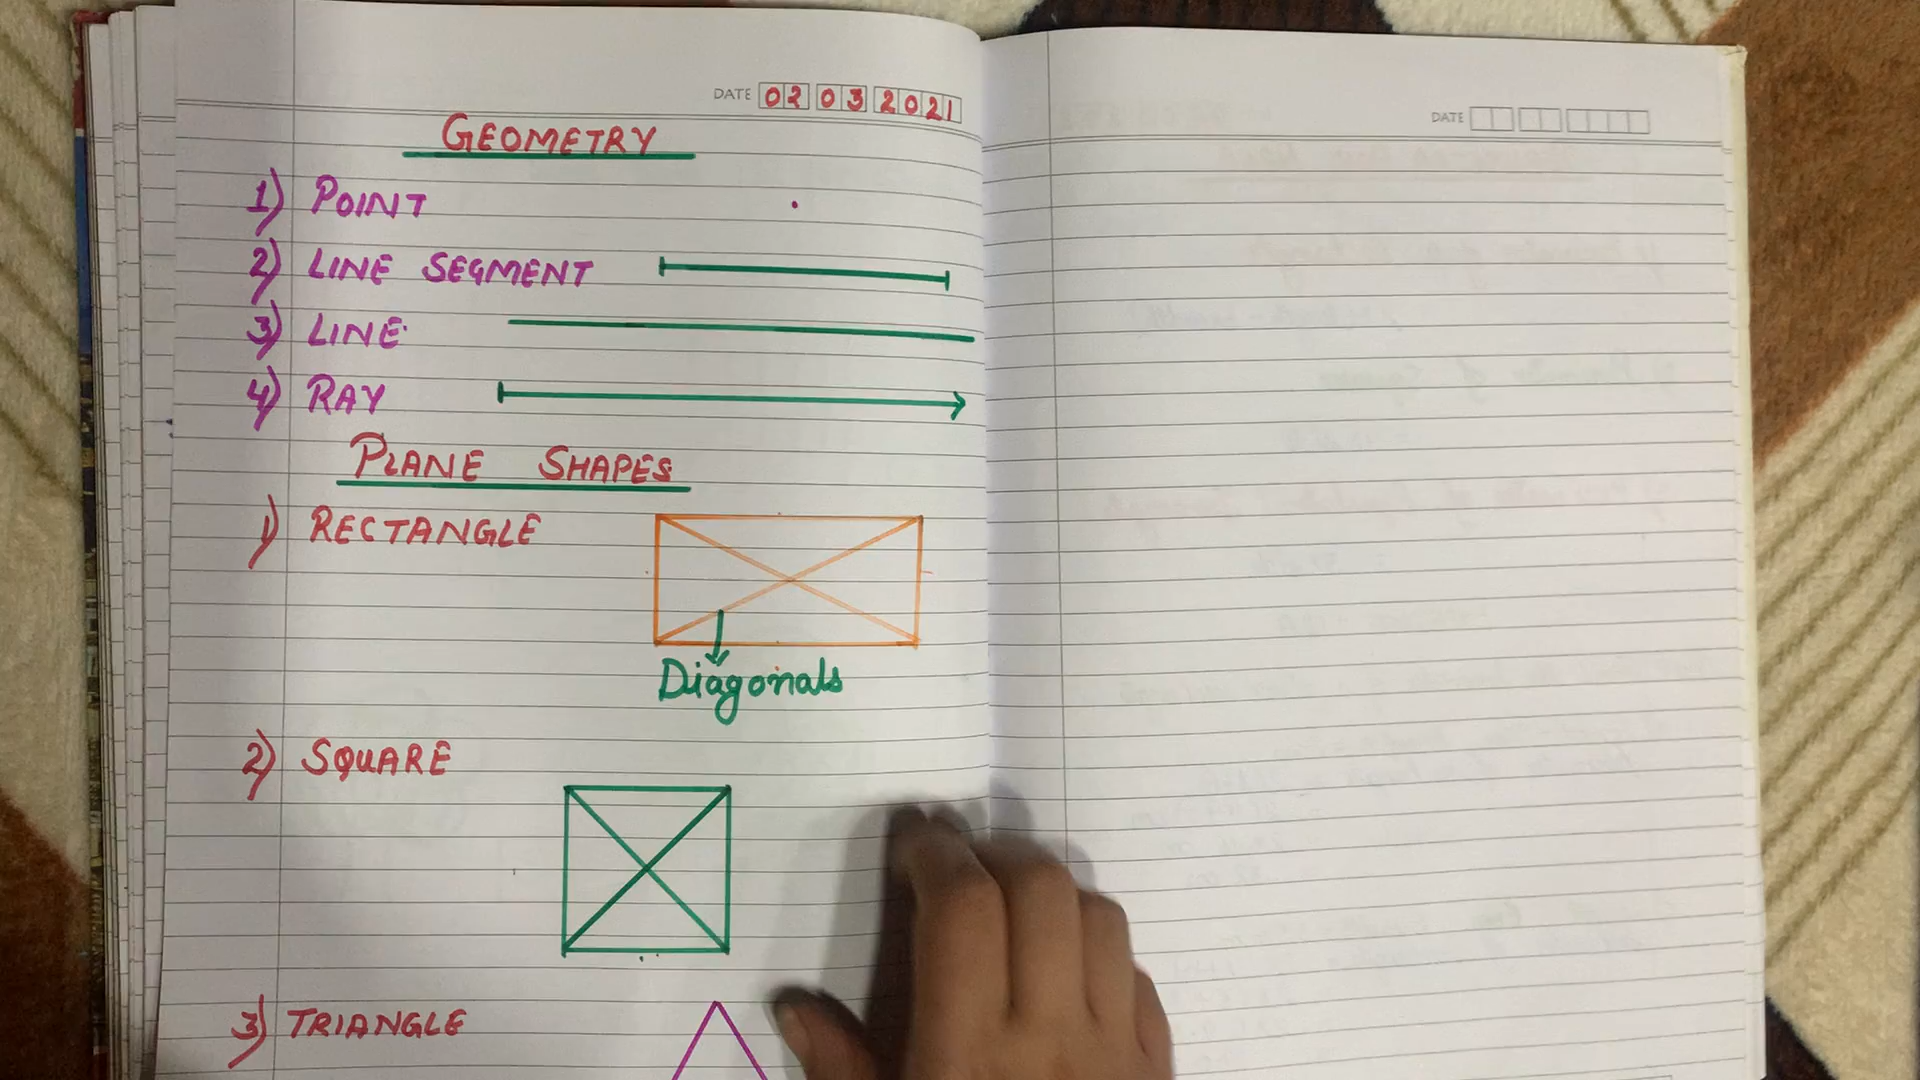 DATE 02 03 2021
GEOMETRY
1) POINT
2) LINE SEGMENT
3) LINE
4) RAY
PLANE SHAPES
1) RECTANGLE
Diagonals
2) SQUARE
3) TRIANGLE
DATE